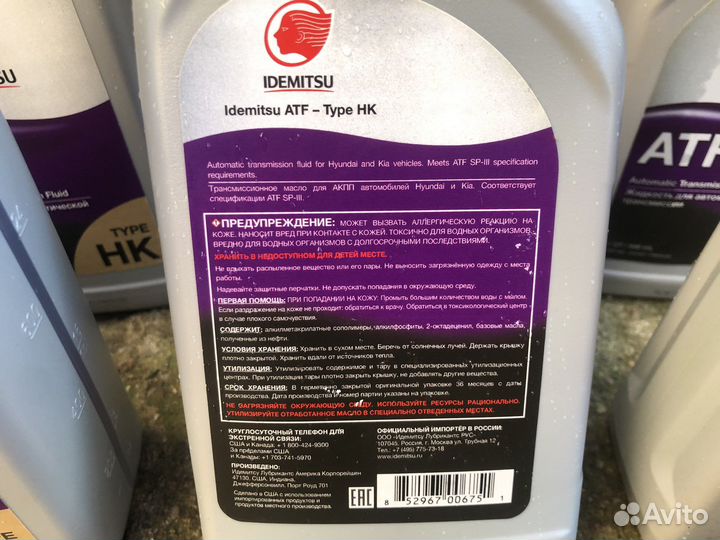 IDEMITSU
Idemitsu ATF – Type HK
Automatic transmission fluid for Hyundai and Kia vehicles. Meets ATF SP-III specification
requirements.
Трансмиссионное масло для АКПП автомобилей Hyundai и Kia. Соответствует
спецификации ATF SP-III.
ПРЕДУПРЕЖДЕНИЕ: МОЖЕТ ВЫЗВАТЬ АЛЛЕРГИЧЕСКУЮ РЕАКЦИЮ НА
КОЖЕ. НАНОСИТ ВРЕД ПРИ КОНТАКТЕ С КОЖЕЙ. ТОКСИЧНО ДЛЯ ВОДНЫХ ОРГАНИЗМОВ.
ВРЕДНО ДЛЯ ВОДНЫХ ОРГАНИЗМОВ С ДОЛГОСРОЧНЫМИ ПОСЛЕДСТВИЯМИ.
ХРАНИТЬ В НЕДОСТУПНОМ ДЛЯ ДЕТЕЙ МЕСТЕ.
Не вдыхать распыленное вещество или его пары. Не выносить загрязнённую одежду с места
работы.
Надевайте защитные перчатки. Не допускать попадания в окружающую среду.
ПЕРВАЯ ПОМОЩЬ: ПРИ ПОПАДАНИИ НА КОЖУ: Промыть большим количеством воды с мылом.
Если раздражение на коже не проходит: обратиться к врачу. Обратиться в токсикологический центр
в случае плохого самочувствия.
СОДЕРЖИТ: алкилметакрилатные сополимеры, алкилфосфиты, 2-октадеценил, базовые масла,
полученные из нефти.
УСЛОВИЯ ХРАНЕНИЯ: Хранить в сухом месте. Беречь от солнечных лучей. Держать крышку
плотно закрытой. Хранить вдали от источников тепла.
УТИЛИЗАЦИЯ: Утилизировать содержимое и тару в специализированных утилизационных
центрах. При утилизации тары плотно закрыть крышку, не добавлять другие вещества.
СРОК ХРАНЕНИЯ: В герметично закрытой оригинальной упаковке 36 месяцев с даты
производства. Дата производства и номер партии указаны на упаковке.
НЕ ЗАГРЯЗНЯЙТЕ ОКРУЖАЮЩУЮ СРЕДУ. ИСПОЛЬЗУЙТЕ РЕСУРСЫ РАЦИОНАЛЬНО.
УТИЛИЗИРУЙТЕ ОТРАБОТАННОЕ МАСЛО В СПЕЦИАЛЬНО ОТВЕДЕННЫХ МЕСТАХ.
КРУГЛОСУТОЧНЫЙ ТЕЛЕФОН ДЛЯ
ЭКСТРЕННОЙ СВЯЗИ:
США и Канада: + 1 800-424-9300
За пределами США
и Канады: +1 703-741-5970
ПРОИЗВЕДЕНО:
Идемитсу Лубрикантс Америка Корпорейшен
47130, США, Индиана,
Джефферсонвилл, Порт Роуд 701
Сделано в США с использованием
импортированных продуктов и
продуктов местного производства.
ОФИЦИАЛЬНЫЙ ИМПОРТЁР В РОССИИ:
ООО «Идемитсу Лубрикантс РУС»
107045, Россия, г. Москва ул. Трубная 12
Тел.: +7 (495) 775-73-18
www.idemitsu.ru
EAC
8 52967 00675 1
SU
Fluid
TYPE
HK
ATF
Automatic Transmis
Жидкость для автом
трансмиссии
Avito